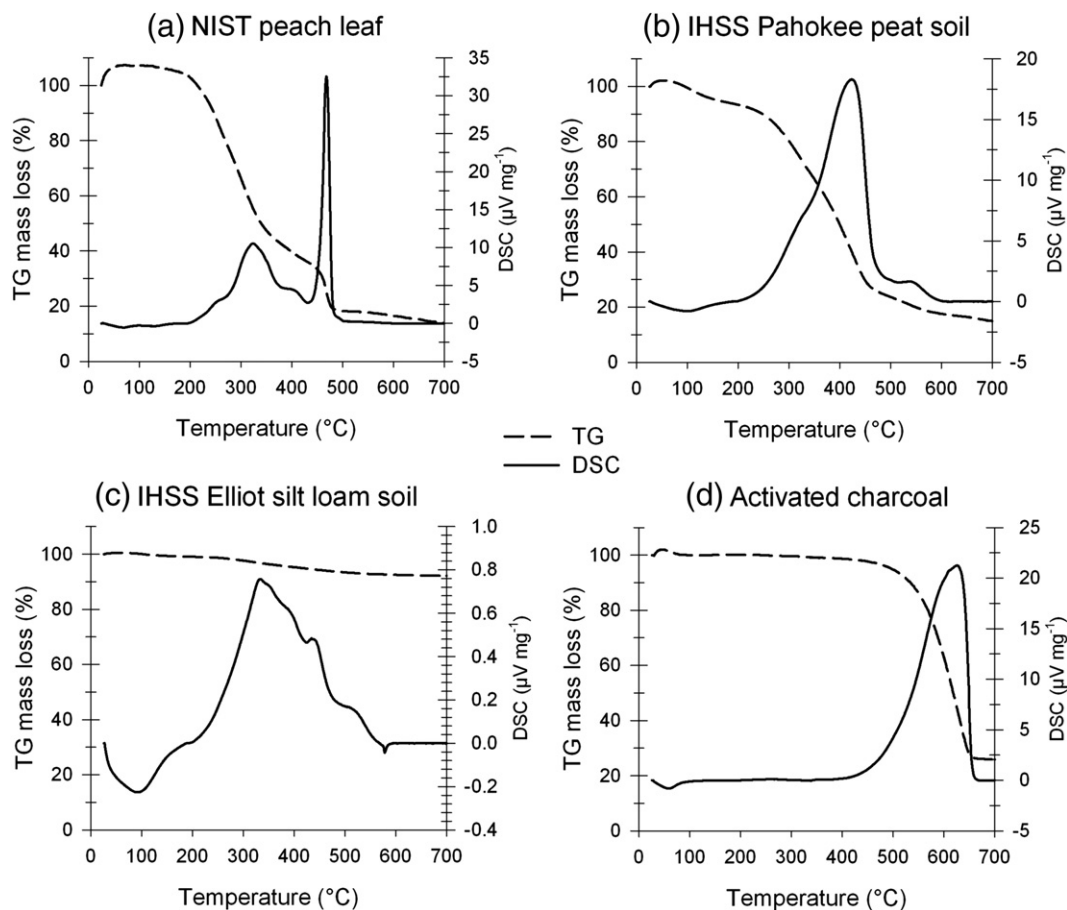 (a) NIST peach leaf
TG mass loss (%)
100
80
60
40
20
0
35
30
25
20
15
10
5
0
-5
DSC (µV mg-1)
0 100 200 300 400 500 600 700
Temperature (°C)
(b) IHSS Pahokee peat soil
TG mass loss (%)
100
80
60
40
20
0
20
15
10
5
0
-5
DSC (µV mg-1)
0 100 200 300 400 500 600 700
Temperature (°C)
TG
DSC
(c) IHSS Elliot silt loam soil
TG mass loss (%)
100
80
60
40
20
0
1.0
0.8
0.6
0.4
0.2
0.0
-0.2
-0.4
DSC (µV mg-1)
0 100 200 300 400 500 600 700
Temperature (°C)
(d) Activated charcoal
TG mass loss (%)
100
80
60
40
20
0
25
20
15
10
5
0
-5
DSC (µV mg-1)
0 100 200 300 400 500 600 700
Temperature (°C)